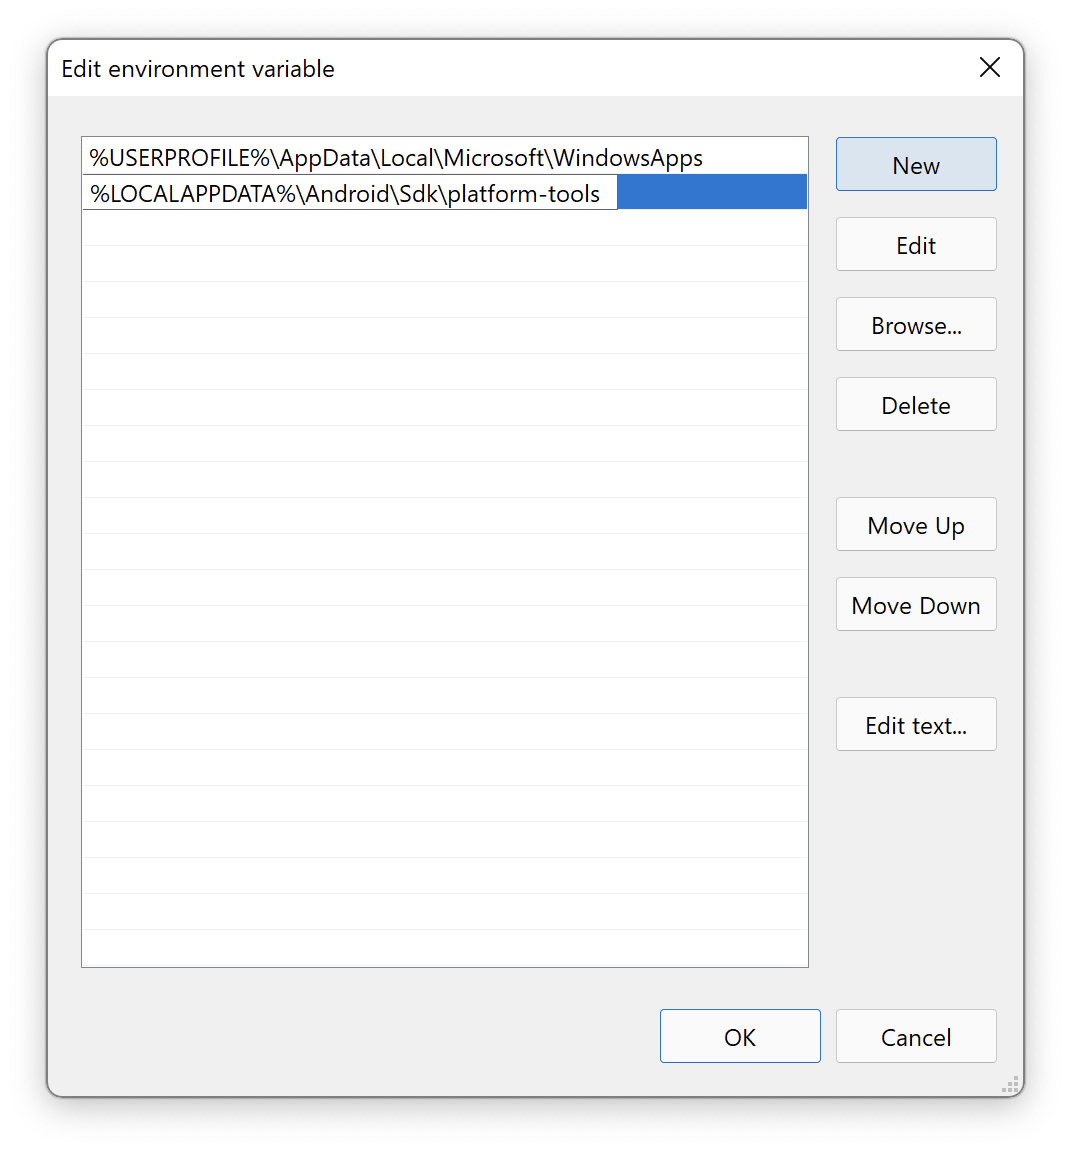 Edit environment variable
%USERPROFILE%\AppData\Local\Microsoft\WindowsApps
%LOCALAPPDATA%\Android\Sdk\platform-tools
New
Edit
Browse...
Delete
Move Up
Move Down
Edit text...
OK
Cancel